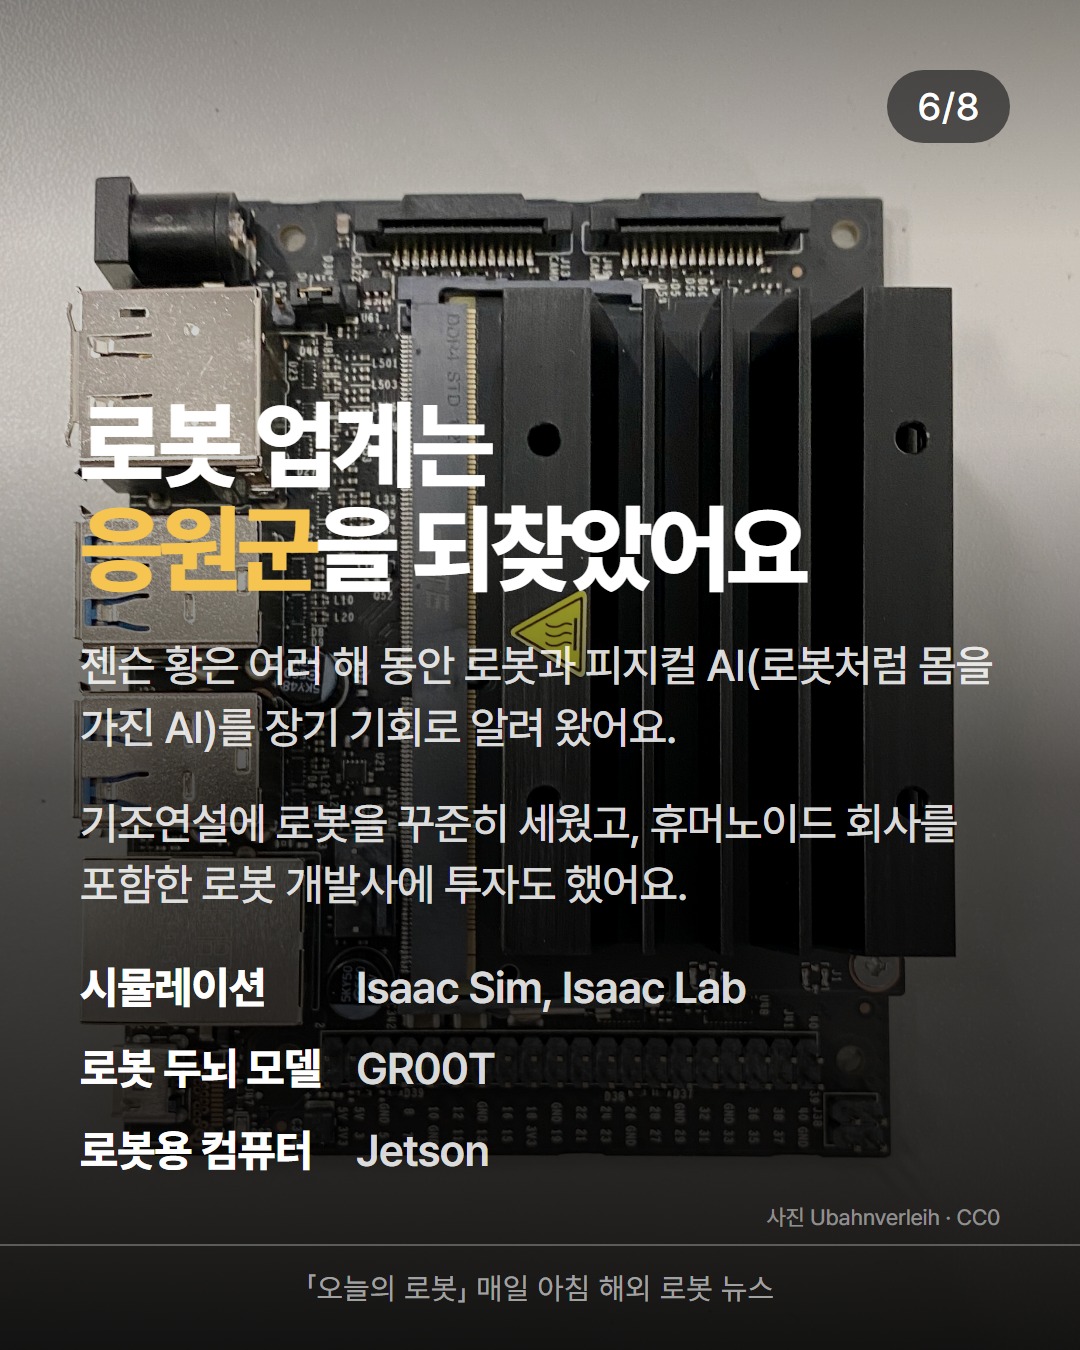 6/8
로봇 업계는
응원군을 되찾았어요
젠슨 황은 여러 해 동안 로봇과 피지컬 AI(로봇처럼 몸을
가진 AI)를 장기 기회로 알려 왔어요.
기조연설에 로봇을 꾸준히 세웠고, 휴머노이드 회사를
포함한 로봇 개발사에 투자도 했어요.
시뮬레이션 Isaac Sim, Isaac Lab
로봇 두뇌 모델 GR00T
로봇용 컴퓨터 Jetson
사진 Ubahnverleih · CC0
「오늘의 로봇」 매일 아침 해외 로봇 뉴스